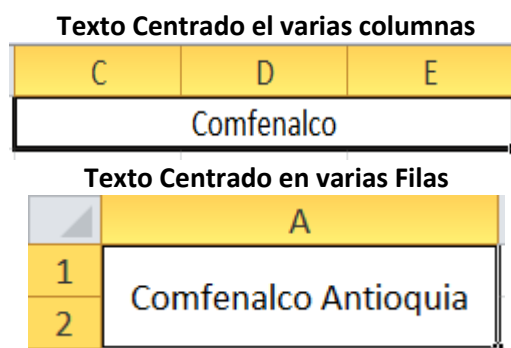 Texto Centrado el varias columnas
C D E
Comfenalco
Texto Centrado en varias Filas
A
1
Comfenalco Antioquia
2